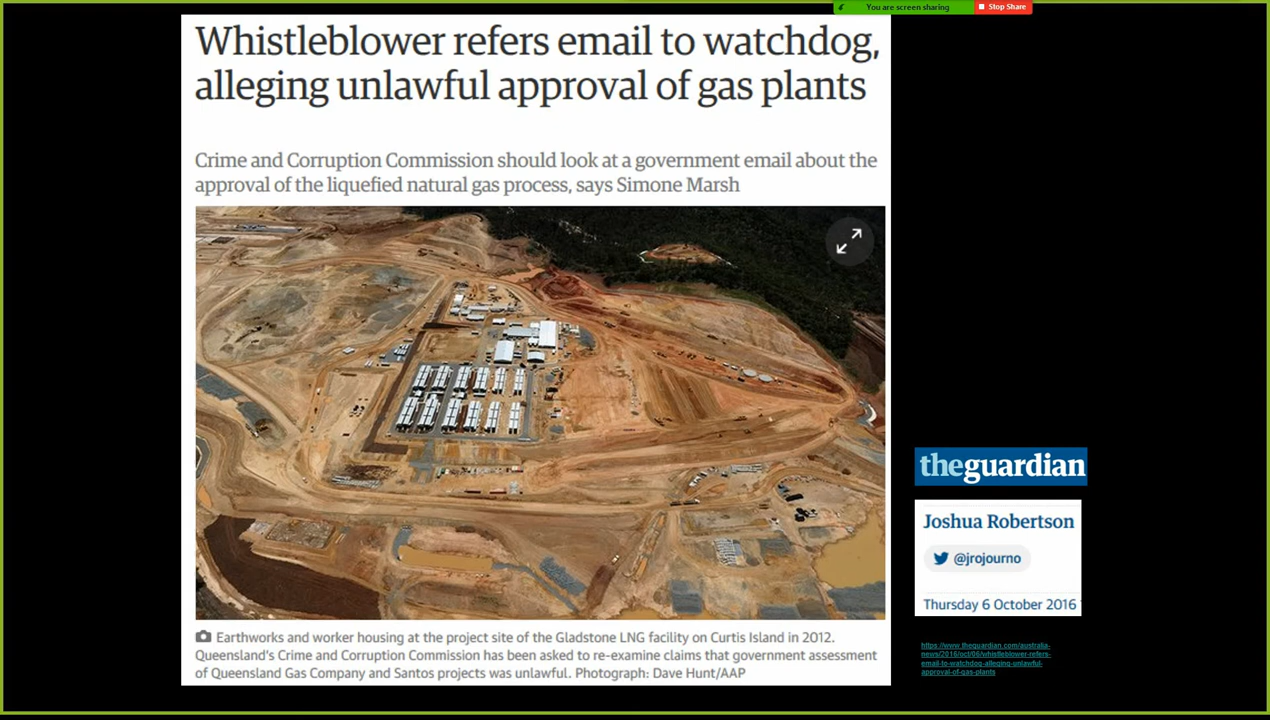 You are screen sharing
Stop Share
Whistleblower refers email to watchdog,
alleging unlawful approval of gas plants
Crime and Corruption Commission should look at a government email about the
approval of the liquefied natural gas process, says Simone Marsh
Earthworks and worker housing at the project site of the Gladstone LNG facility on Curtis Island in 2012.
Queensland's Crime and Corruption Commission has been asked to re-examine claims that government assessment
of Queensland Gas Company and Santos projects was unlawful. Photograph: Dave Hunt/AAP
theguardian
Joshua Robertson
@jrojourno
Thursday 6 October 2016
https://www.theguardian.com/australia-
news/2016/oct/06/whistleblower-refers-
email-to-watchdog-alleging-unlawful-
approval-of-gas-plants